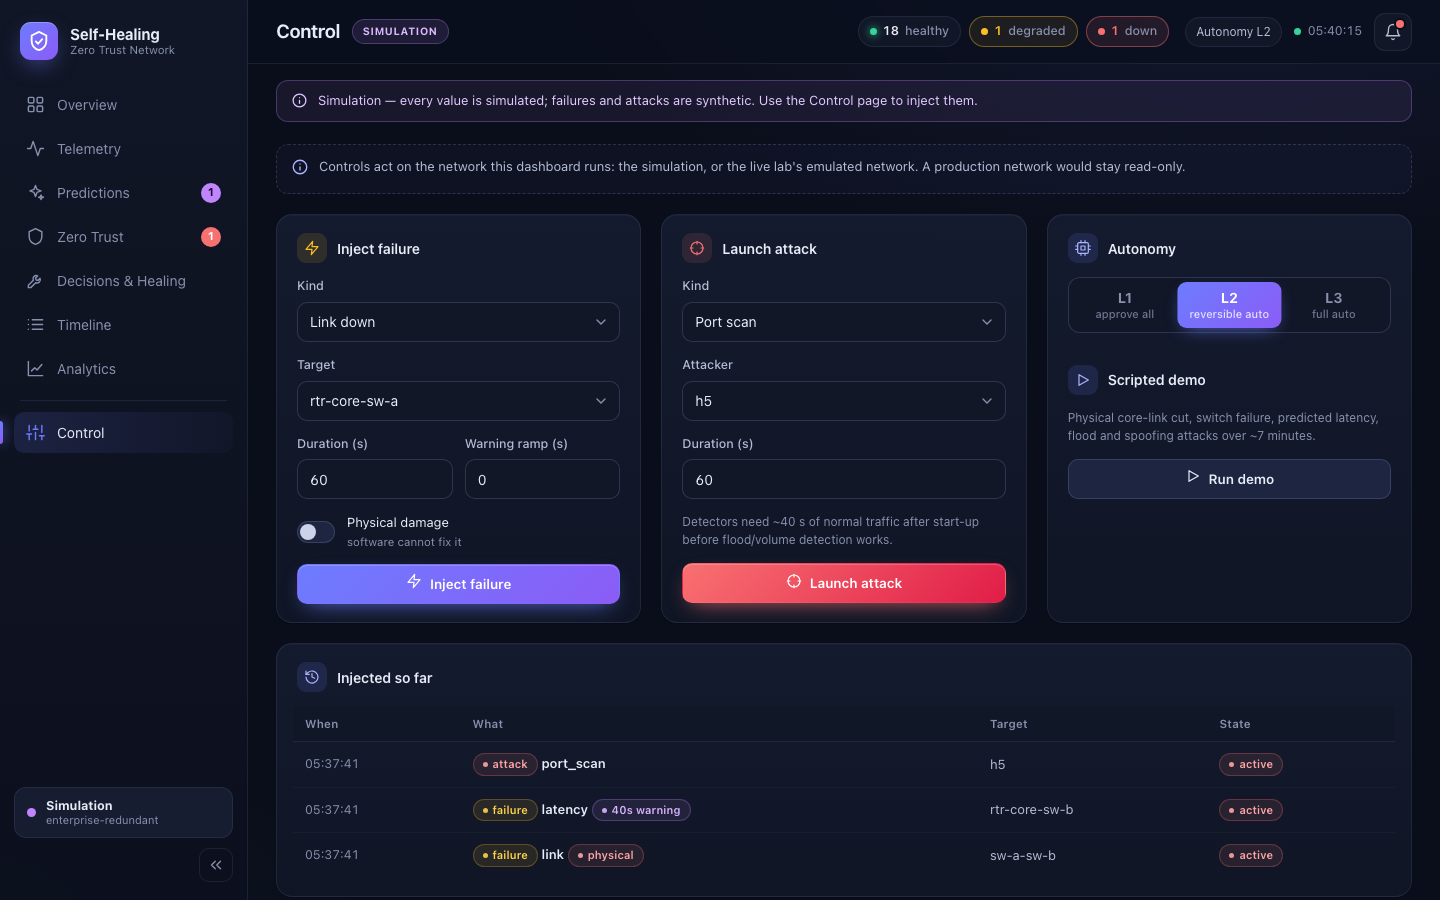 Self-Healing
Zero Trust Network
Overview
Telemetry
Predictions 1
Zero Trust 1
Decisions & Healing
Timeline
Analytics
Control
Simulation
enterprise-redundant
Control SIMULATION
18 healthy
1 degraded
1 down
Autonomy L2
05:40:15
Simulation — every value is simulated; failures and attacks are synthetic. Use the Control page to inject them.
Controls act on the network this dashboard runs: the simulation, or the live lab's emulated network. A production network would stay read-only.
Inject failure
Kind
Link down
Target
rtr-core-sw-a
Duration (s) Warning ramp (s)
60 0
Physical damage
software cannot fix it
Inject failure
Launch attack
Kind
Port scan
Attacker
h5
Duration (s)
60
Detectors need ~40 s of normal traffic after start-up
before flood/volume detection works.
Launch attack
Autonomy
L1 L2 L3
approve all reversible auto full auto
Scripted demo
Physical core-link cut, switch failure, predicted latency,
flood and spoofing attacks over ~7 minutes.
Run demo
Injected so far
When What Target State
05:37:41 attack port_scan h5 active
05:37:41 failure latency 40s warning rtr-core-sw-b active
05:37:41 failure link physical sw-a-sw-b active